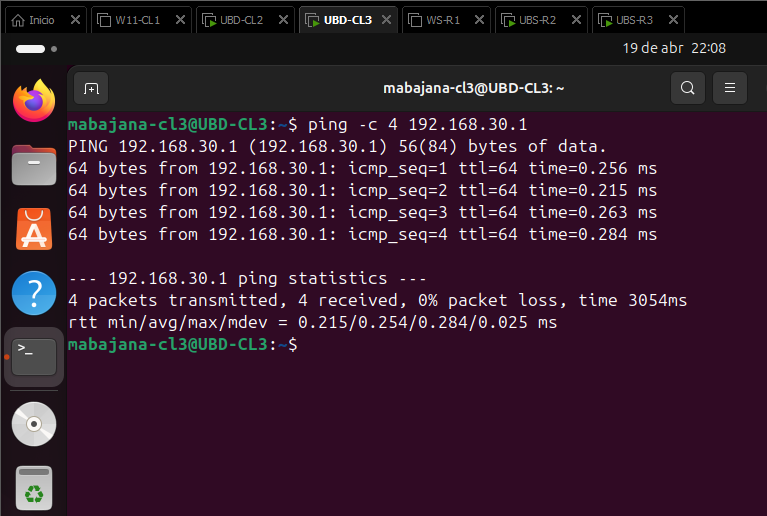 Inicio W11-CL1 UBD-CL2 UBD-CL3 WS-R1 UBS-R2 UBS-R3
19 de abr 22:08
mabajana-cl3@UBD-CL3: ~
mabajana-cl3@UBD-CL3:~$ ping -c 4 192.168.30.1
PING 192.168.30.1 (192.168.30.1) 56(84) bytes of data.
64 bytes from 192.168.30.1: icmp_seq=1 ttl=64 time=0.256 ms
64 bytes from 192.168.30.1: icmp_seq=2 ttl=64 time=0.215 ms
64 bytes from 192.168.30.1: icmp_seq=3 ttl=64 time=0.263 ms
64 bytes from 192.168.30.1: icmp_seq=4 ttl=64 time=0.284 ms
--- 192.168.30.1 ping statistics ---
4 packets transmitted, 4 received, 0% packet loss, time 3054ms
rtt min/avg/max/mdev = 0.215/0.254/0.284/0.025 ms
mabajana-cl3@UBD-CL3:~$